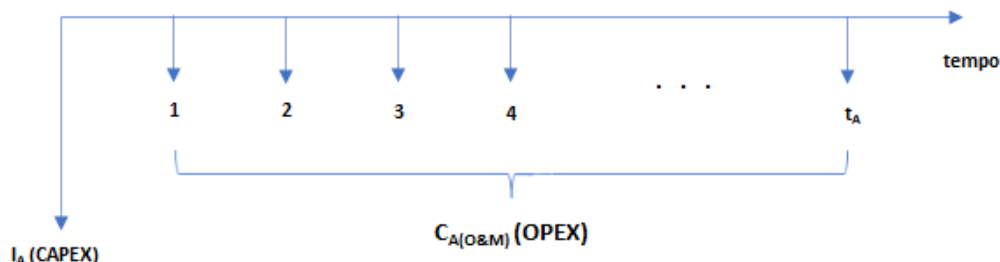 tempo
1 2 3 4 . . . tA
CA(O&M) (OPEX)
IA (CAPEX)